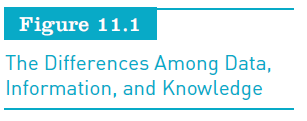 Figure 11.1
The Differences Among Data,
Information, and Knowledge